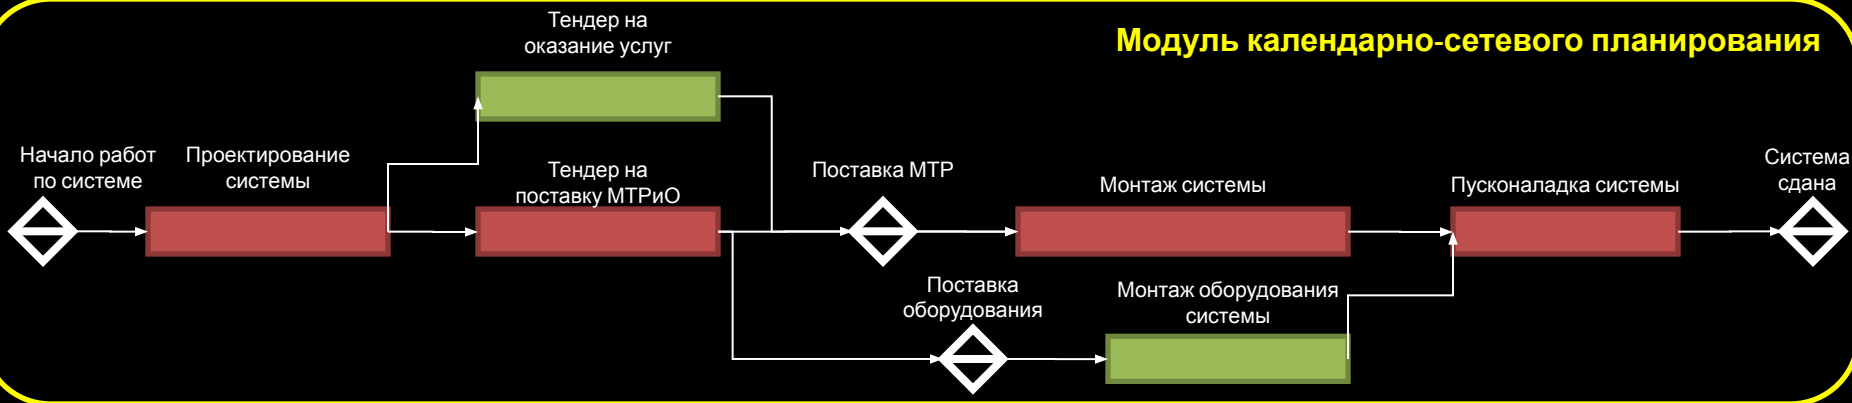 Модуль календарно-сетевого планирования
Тендер на
оказание услуг
Начало работ
по системе
Проектирование
системы
Тендер на
поставку МТРиО
Поставка МТР
Монтаж системы
Пусконаладка системы
Система
сдана
Поставка
оборудования
Монтаж оборудования
системы